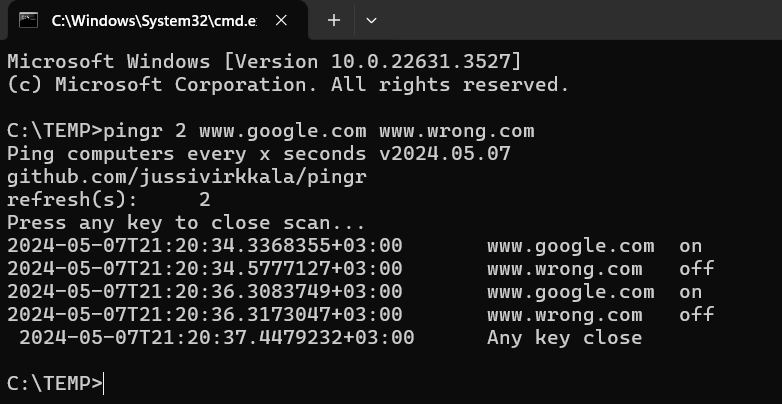 C:\Windows\System32\cmd.e
Microsoft Windows [Version 10.0.22631.3527]
(c) Microsoft Corporation. All rights reserved.
C:\TEMP>pingr 2 www.google.com www.wrong.com
Ping computers every x seconds v2024.05.07
github.com/jussivirkkala/pingr
refresh(s):     2
Press any key to close scan...
2024-05-07T21:20:34.3368355+03:00       www.google.com  on
2024-05-07T21:20:34.5777127+03:00       www.wrong.com   off
2024-05-07T21:20:36.3083749+03:00       www.google.com  on
2024-05-07T21:20:36.3173047+03:00       www.wrong.com   off
 2024-05-07T21:20:37.4479232+03:00      Any key close
C:\TEMP>